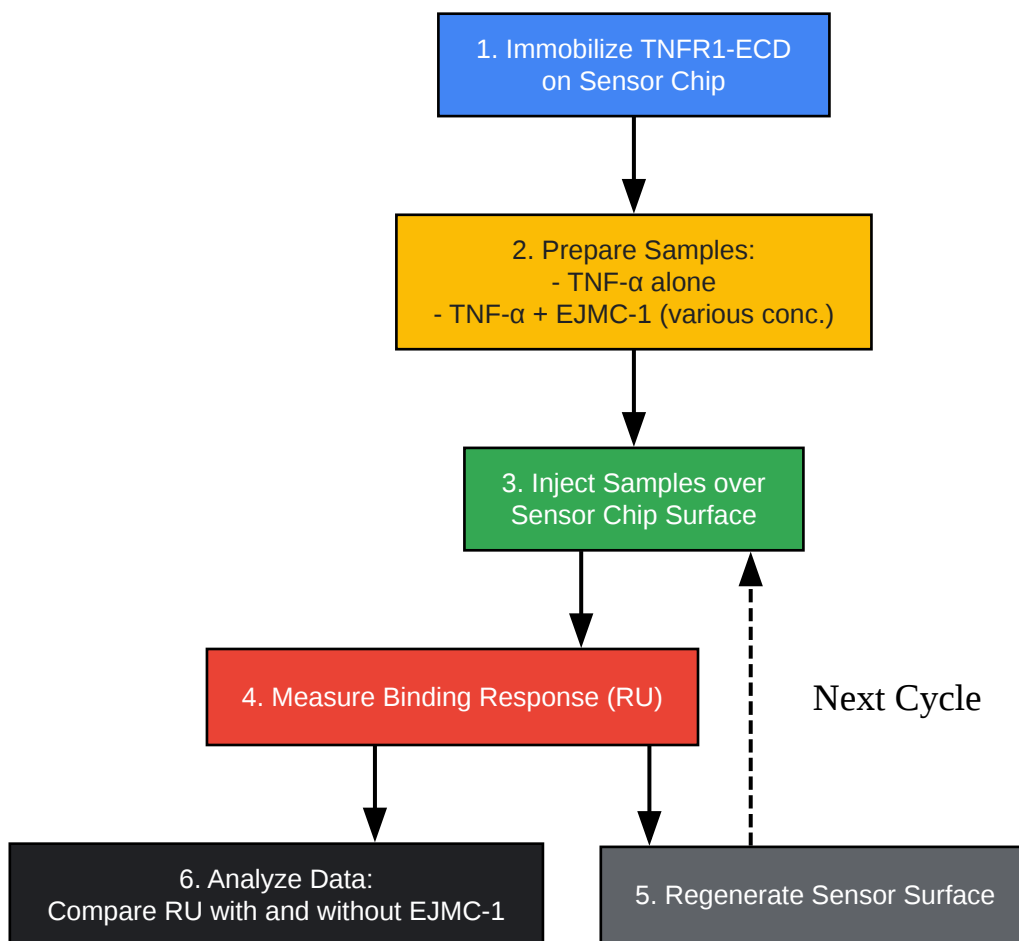 1. Immobilize TNFR1-ECD
on Sensor Chip
2. Prepare Samples:
- TNF-α alone
- TNF-α + EJMC-1 (various conc.)
3. Inject Samples over
Sensor Chip Surface
4. Measure Binding Response (RU)
Next Cycle
6. Analyze Data:
Compare RU with and without EJMC-1
5. Regenerate Sensor Surface